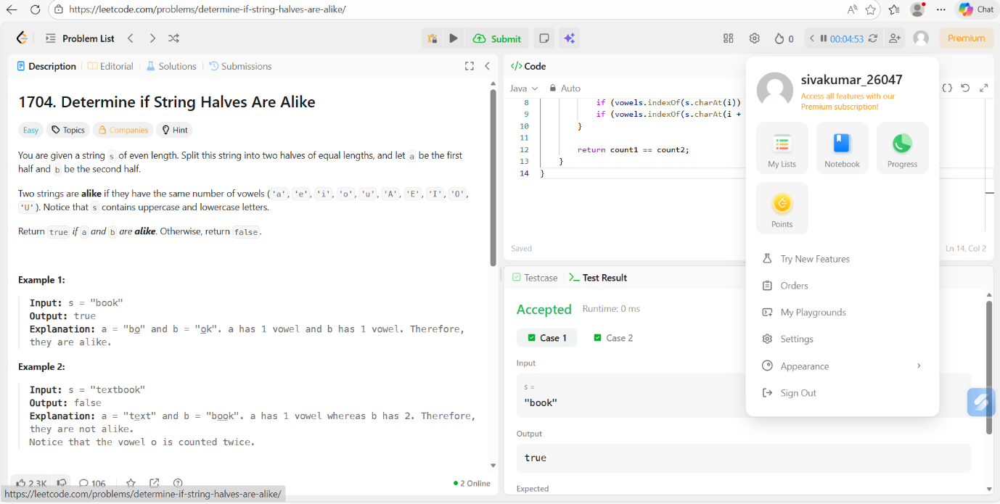 https://leetcode.com/problems/determine-if-string-halves-are-alike/
Chat
Problem List
Submit
0
00:04:53
Premium
Description
Editorial
Solutions
Submissions
1704. Determine if String Halves Are Alike
Easy
Topics
Companies
Hint
You are given a string s of even length. Split this string into two halves of equal lengths, and let a be the first
half and b be the second half.
Two strings are alike if they have the same number of vowels ('a', 'e', 'i', 'o', 'u', 'A', 'E', 'I', 'O',
'U'). Notice that s contains uppercase and lowercase letters.
Return true if a and b are alike. Otherwise, return false.
Example 1:
Input: s = "book"
Output: true
Explanation: a = "bo" and b = "ok". a has 1 vowel and b has 1 vowel. Therefore,
they are alike.
Example 2:
Input: s = "textbook"
Output: false
Explanation: a = "text" and b = "book". a has 1 vowel whereas b has 2. Therefore,
they are not alike.
Notice that the vowel o is counted twice.
2.3K
106
2 Online
https://leetcode.com/problems/determine-if-string-halves-are-alike/
</> Code
Java
Auto
8 if (vowels.indexOf(s.charAt(i))
9 if (vowels.indexOf(s.charAt(i +
10 }
11
12 return count1 == count2;
13 }
14 }
Saved
Ln 14, Col 2
Testcase
Test Result
Accepted
Runtime: 0 ms
Case 1
Case 2
Input
s =
"book"
Output
true
Expected
sivakumar_26047
Access all features with our
Premium subscription!
My Lists
Notebook
Progress
Points
Try New Features
Orders
My Playgrounds
Settings
Appearance
Sign Out